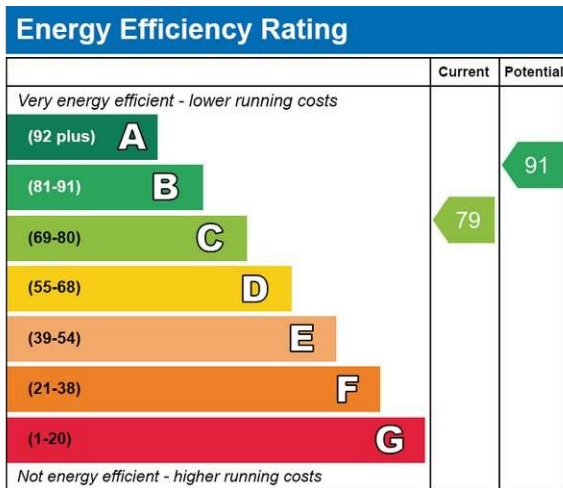 Energy Efficiency Rating
Current Potential
Very energy efficient - lower running costs
(92 plus) A
(81-91) B
91
(69-80) C
79
(55-68) D
(39-54) E
(21-38) F
(1-20) G
Not energy efficient - higher running costs